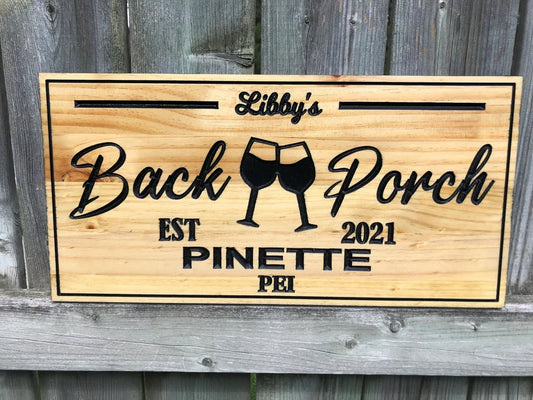 Libby's
Back Porch
EST 2021
PINETTE
PEI